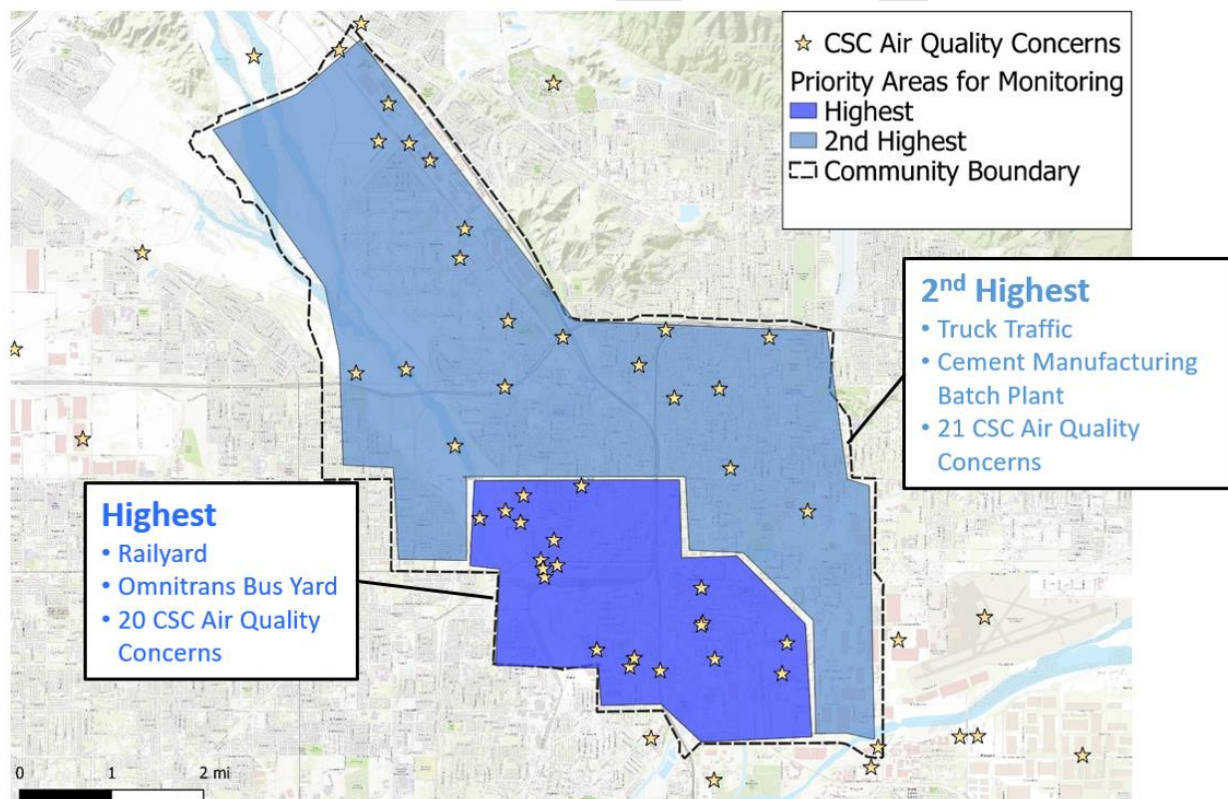 CSC Air Quality Concerns
Priority Areas for Monitoring
Highest
2nd Highest
Community Boundary
2nd Highest
• Truck Traffic
• Cement Manufacturing
Batch Plant
• 21 CSC Air Quality
Concerns
Highest
• Railyard
• Omnitrans Bus Yard
• 20 CSC Air Quality
Concerns
0 1 2 mi